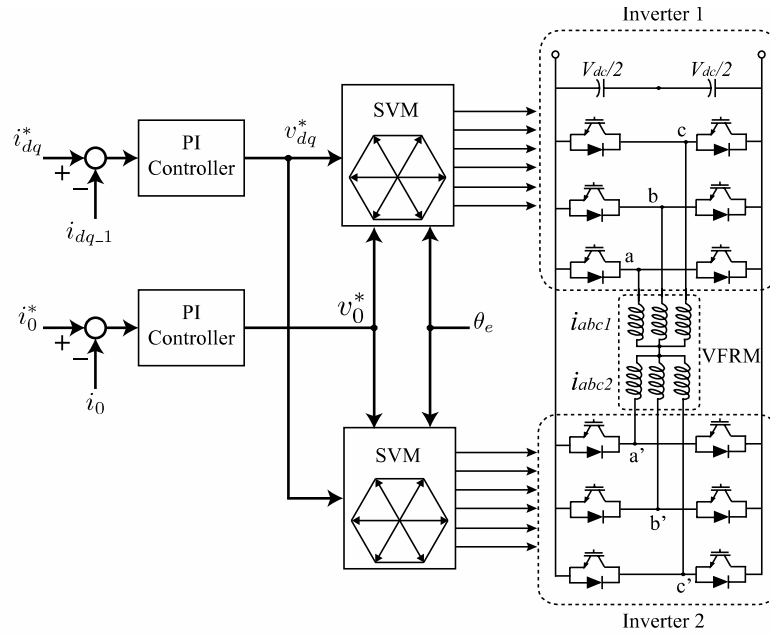 Inverter 1
V_dc/2
V_dc/2
SVM
PI
Controller
i*_dq
+
−
i_dq_1
v*_dq
c
b
a
PI
Controller
i*_0
+
−
i_0
v*_0
θ_e
i_abc1
i_abc2
VFRM
SVM
a'
b'
c'
Inverter 2